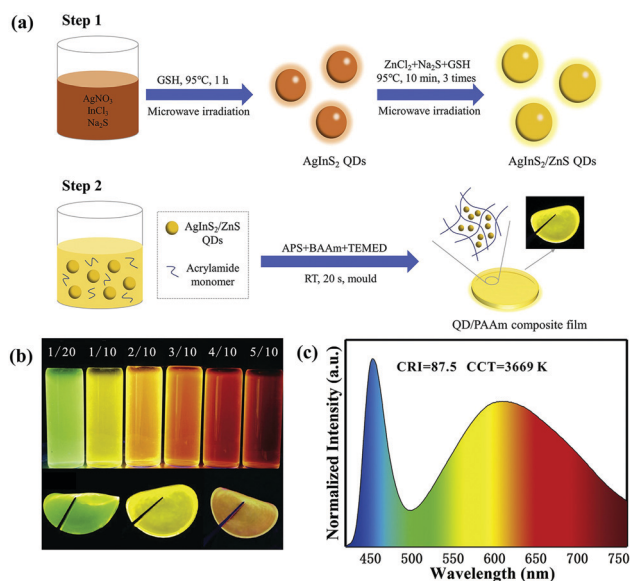 (a)
Step 1
AgNO₃
InCl₃
Na₂S
GSH, 95℃, 1 h
Microwave irradiation
AgInS₂ QDs
ZnCl₂+Na₂S+GSH
95℃, 10 min, 3 times
Microwave irradiation
AgInS₂/ZnS QDs
Step 2
AgInS₂/ZnS
QDs
Acrylamide
monomer
APS+BAAm+TEMED
RT, 20 s, mould
QD/PAAm composite film
(b)
1/20 1/10 2/10 3/10 4/10 5/10
(c)
CRI=87.5 CCT=3669 K
Normalized Intensity (a.u.)
450 500 550 600 650 700 750
Wavelength (nm)